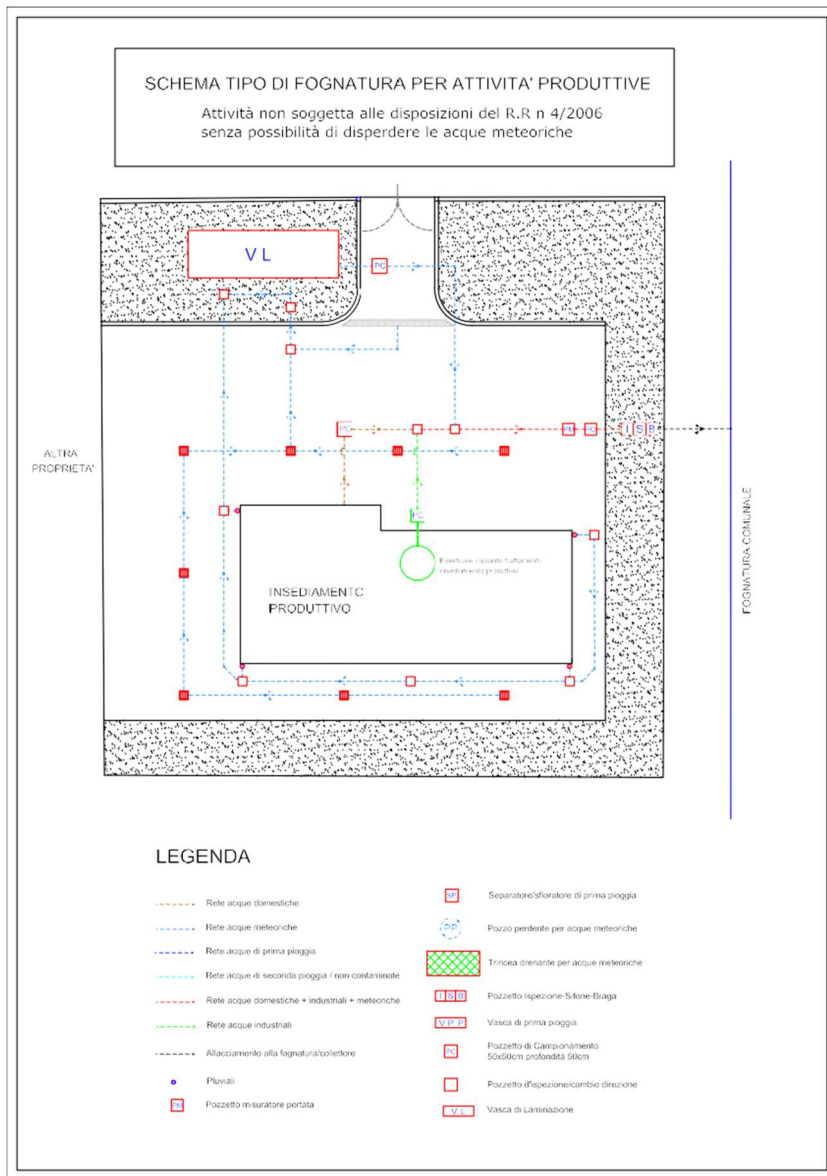 SCHEMA TIPO DI FOGNATURA PER ATTIVITA' PRODUTTIVE
Attività non soggetta alle disposizioni del R.R n 4/2006
senza possibilità di disperdere le acque meteoriche
V L
PC
PC
PM
PC
I S B
ALTRA
PROPRIETA'
PC
Eventuale impianto trattamento
insediamento produttivo
INSEDIAMENTO
PRODUTTIVO
FOGNATURA COMUNALE
LEGENDA
Rete acque domestiche
Rete acque meteoriche
Rete acque di prima pioggia
Rete acque di seconda pioggia / non contaminate
Rete acque domestiche + industriali + meteoriche
Rete acque industriali
Allacciamento alla fognatura/collettore
Pluviali
PM Pozzetto misuratore portata
SP Separatore/sfioratore di prima pioggia
PP Pozzo perdente per acque meteoriche
Trincea drenante per acque meteoriche
I S B Pozzetto Ispezione-Sifone-Braga
V P P Vasca di prima pioggia
PC Pozzetto di Campionamento
50x50cm profondità 50cm
Pozzetto d'ispezione/cambio direzione
V L Vasca di Laminazione